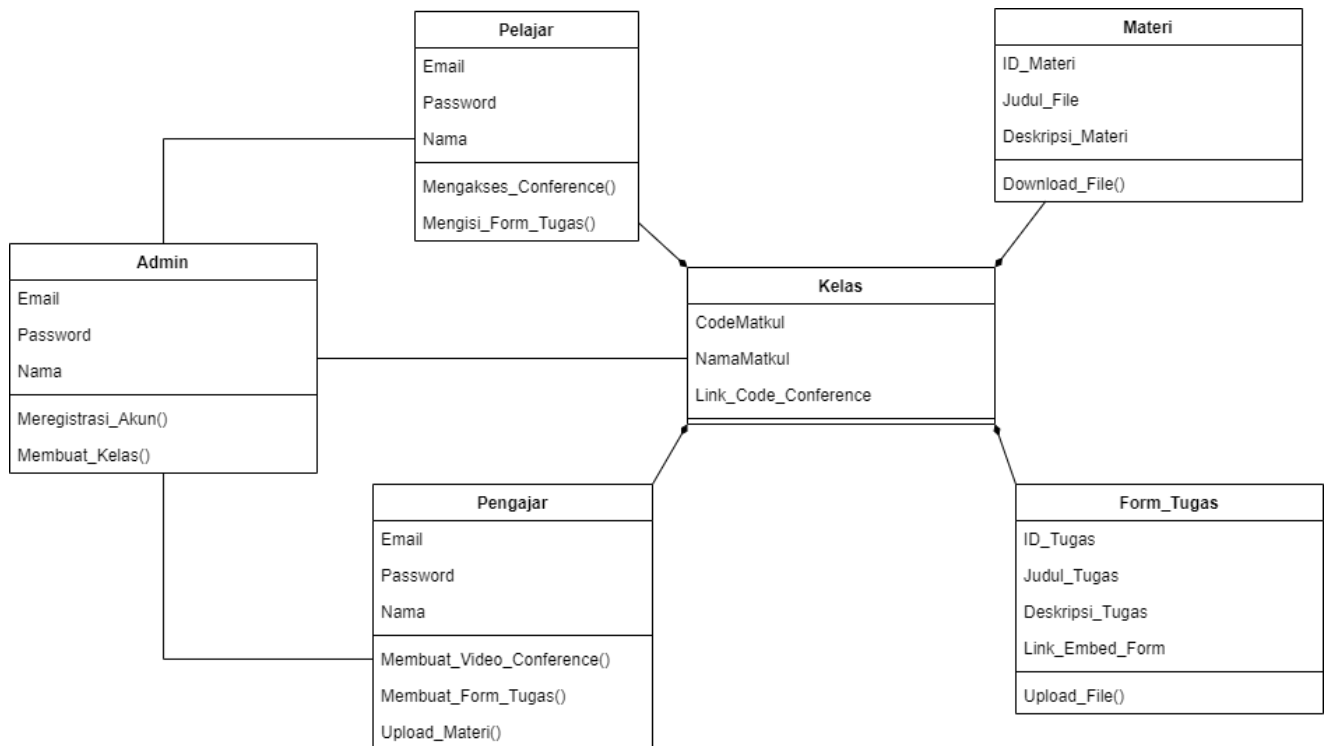 Pelajar
Email
Password
Nama
Mengakses_Conference()
Mengisi_Form_Tugas()
Materi
ID_Materi
Judul_File
Deskripsi_Materi
Download_File()
Admin
Email
Password
Nama
Meregistrasi_Akun()
Membuat_Kelas()
Kelas
CodeMatkul
NamaMatkul
Link_Code_Conference
Pengajar
Email
Password
Nama
Membuat_Video_Conference()
Membuat_Form_Tugas()
Upload_Materi()
Form_Tugas
ID_Tugas
Judul_Tugas
Deskripsi_Tugas
Link_Embed_Form
Upload_File()